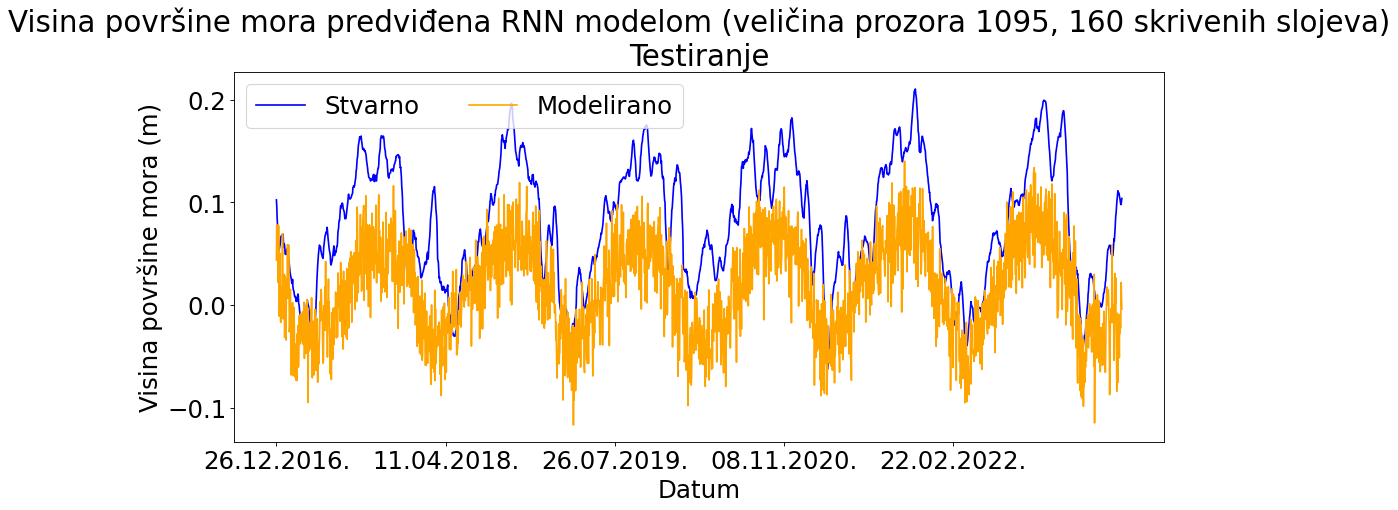 Visina površine mora predviđena RNN modelom (veličina prozora 1095, 160 skrivenih slojeva)
Testiranje
Stvarno
Modelirano
Visina površine mora (m)
0.2
0.1
0.0
−0.1
26.12.2016.
11.04.2018.
26.07.2019.
08.11.2020.
22.02.2022.
Datum